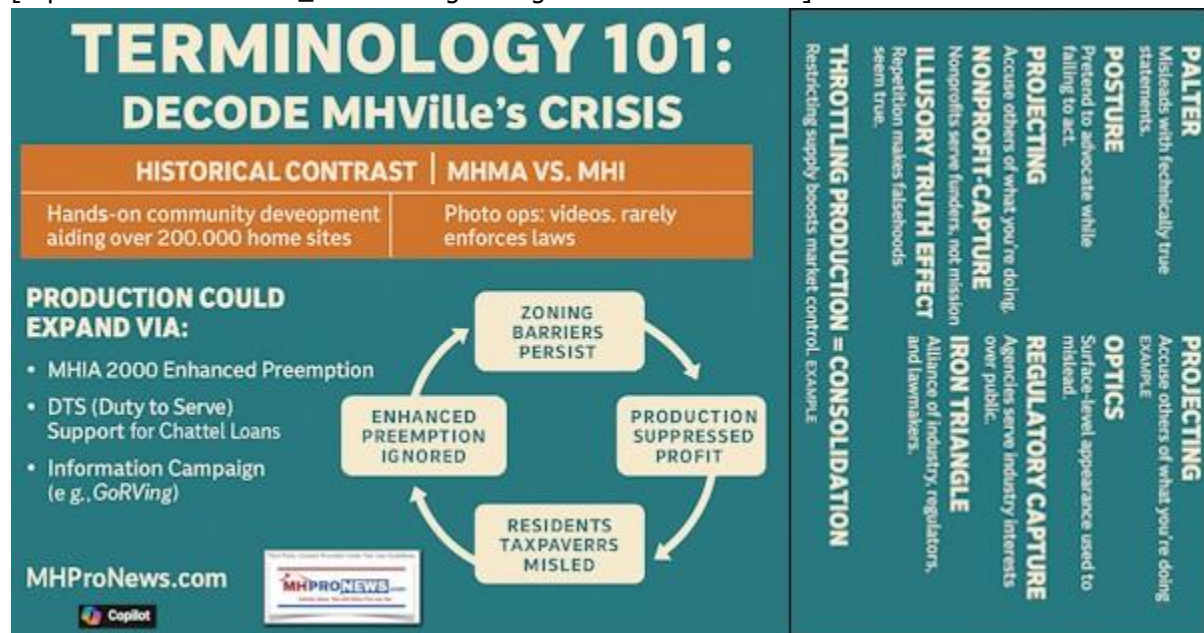 TERMINOLOGY 101:
DECODE MHVille's CRISIS
HISTORICAL CONTRAST | MHMA VS. MHI
Hands-on community deveopment
aiding over 200.000 home sites
Photo ops: videos. rarely
enforces laws
PRODUCTION COULD
EXPAND VIA:
• MHIA 2000 Enhanced Preemption
• DTS (Duty to Serve)
Support for Chattel Loans
• Information Campaign
(e g., GoRVing)
ZONING
BARRIERS
PERSIST
PRODUCTION
SUPPRESSED
PROFIT
RESIDENTS
TAXPAVERRS
MISLED
ENHANCED
PREEMPTION
IGNORED
MHProNews.com
MHPRONEWS.com
Copilot
PALTER
Misleads with fechnically true
statements.
POSTURE
Pretend to advocate while
failing to act.
PROJECTING
Accuse others of what you're doing.
NONPROFIT-CAPTURE
Nonprofits serve funders, not mission
ILLUSORY TRUTH EFFECT
Repetition makes falsehoods
seem true.
THROTTLING PRODUCTION = CONSOLIDATION
Restricting supply boosts market control. EXAMPLE
PROJECTING
Accuse others of what you're doing
EXAMPLE
OPTICS
Surface-level appearance used to
mislead.
REGULATORY CAPTURE
Agencies serve industry interests
over public.
IRON TRIANGLE
Alliance of industry, regulators,
and lawmakers.